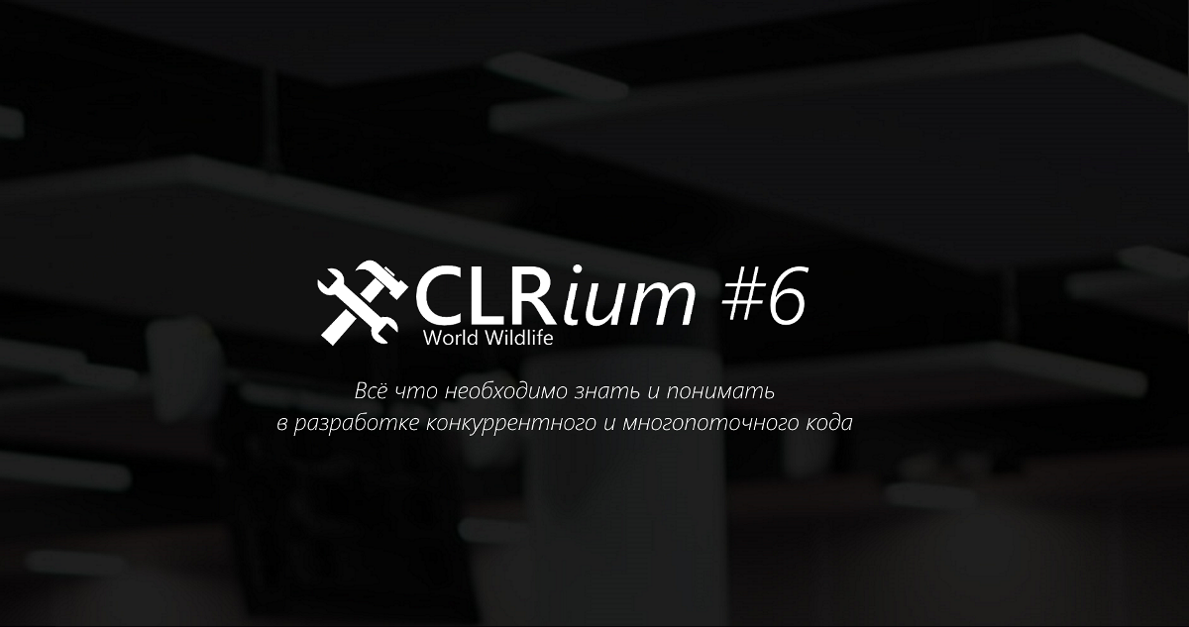 CLRium #6
World Wildlife
Всё что необходимо знать и понимать
в разработке конкуррентного и многопоточного кода